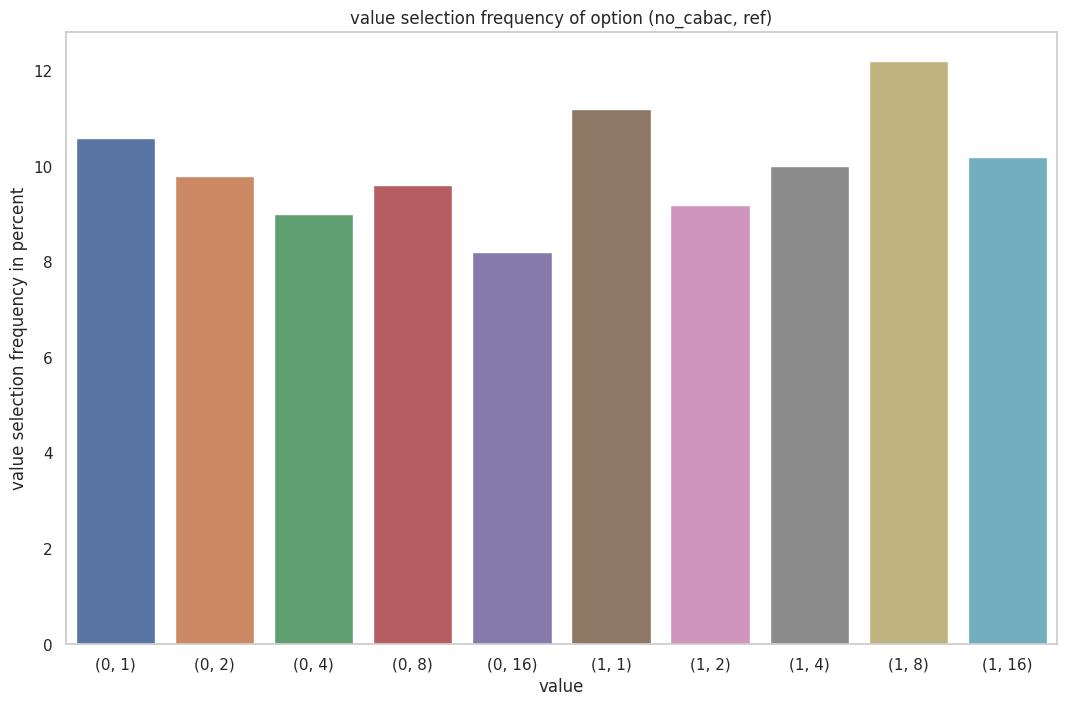 value selection frequency of option (no_cabac, ref)
value selection frequency in percent
12
10
8
6
4
2
0
(0, 1) (0, 2) (0, 4) (0, 8) (0, 16) (1, 1) (1, 2) (1, 4) (1, 8) (1, 16)
value